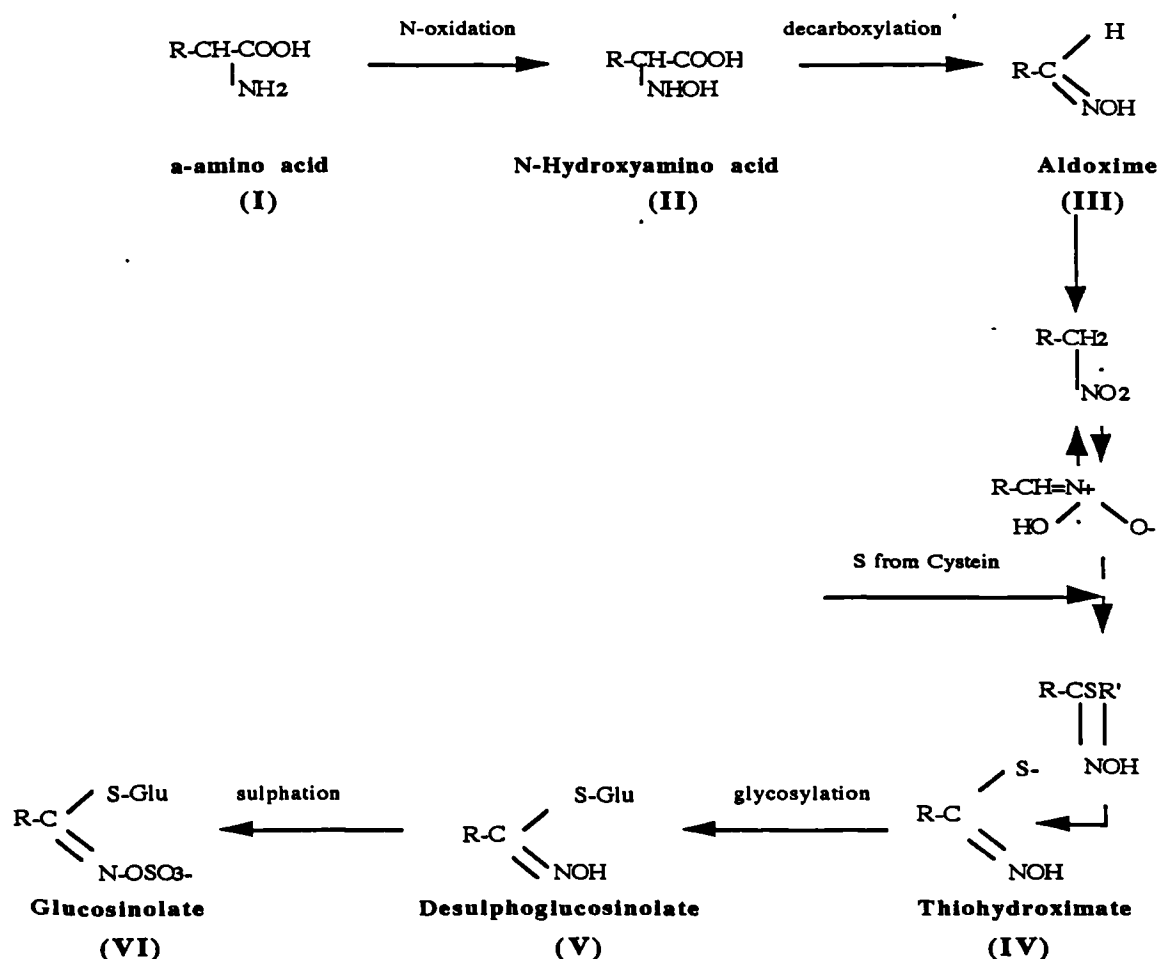 N-oxidation
decarboxylation
R-CH-COOH
NH2
R-CH-COOH
NHOH
H
R-C
NOH
a-amino acid
(I)
N-Hydroxyamino acid
(II)
Aldoxime
(III)
R-CH2
NO2
R-CH=N+
HO
O-
S from Cystein
R-CSR'
NOH
S-
R-C
NOH
glycosylation
S-Glu
R-C
NOH
sulphation
S-Glu
R-C
N-OSO3-
Glucosinolate
(VI)
Desulphoglucosinolate
(V)
Thiohydroximate
(IV)